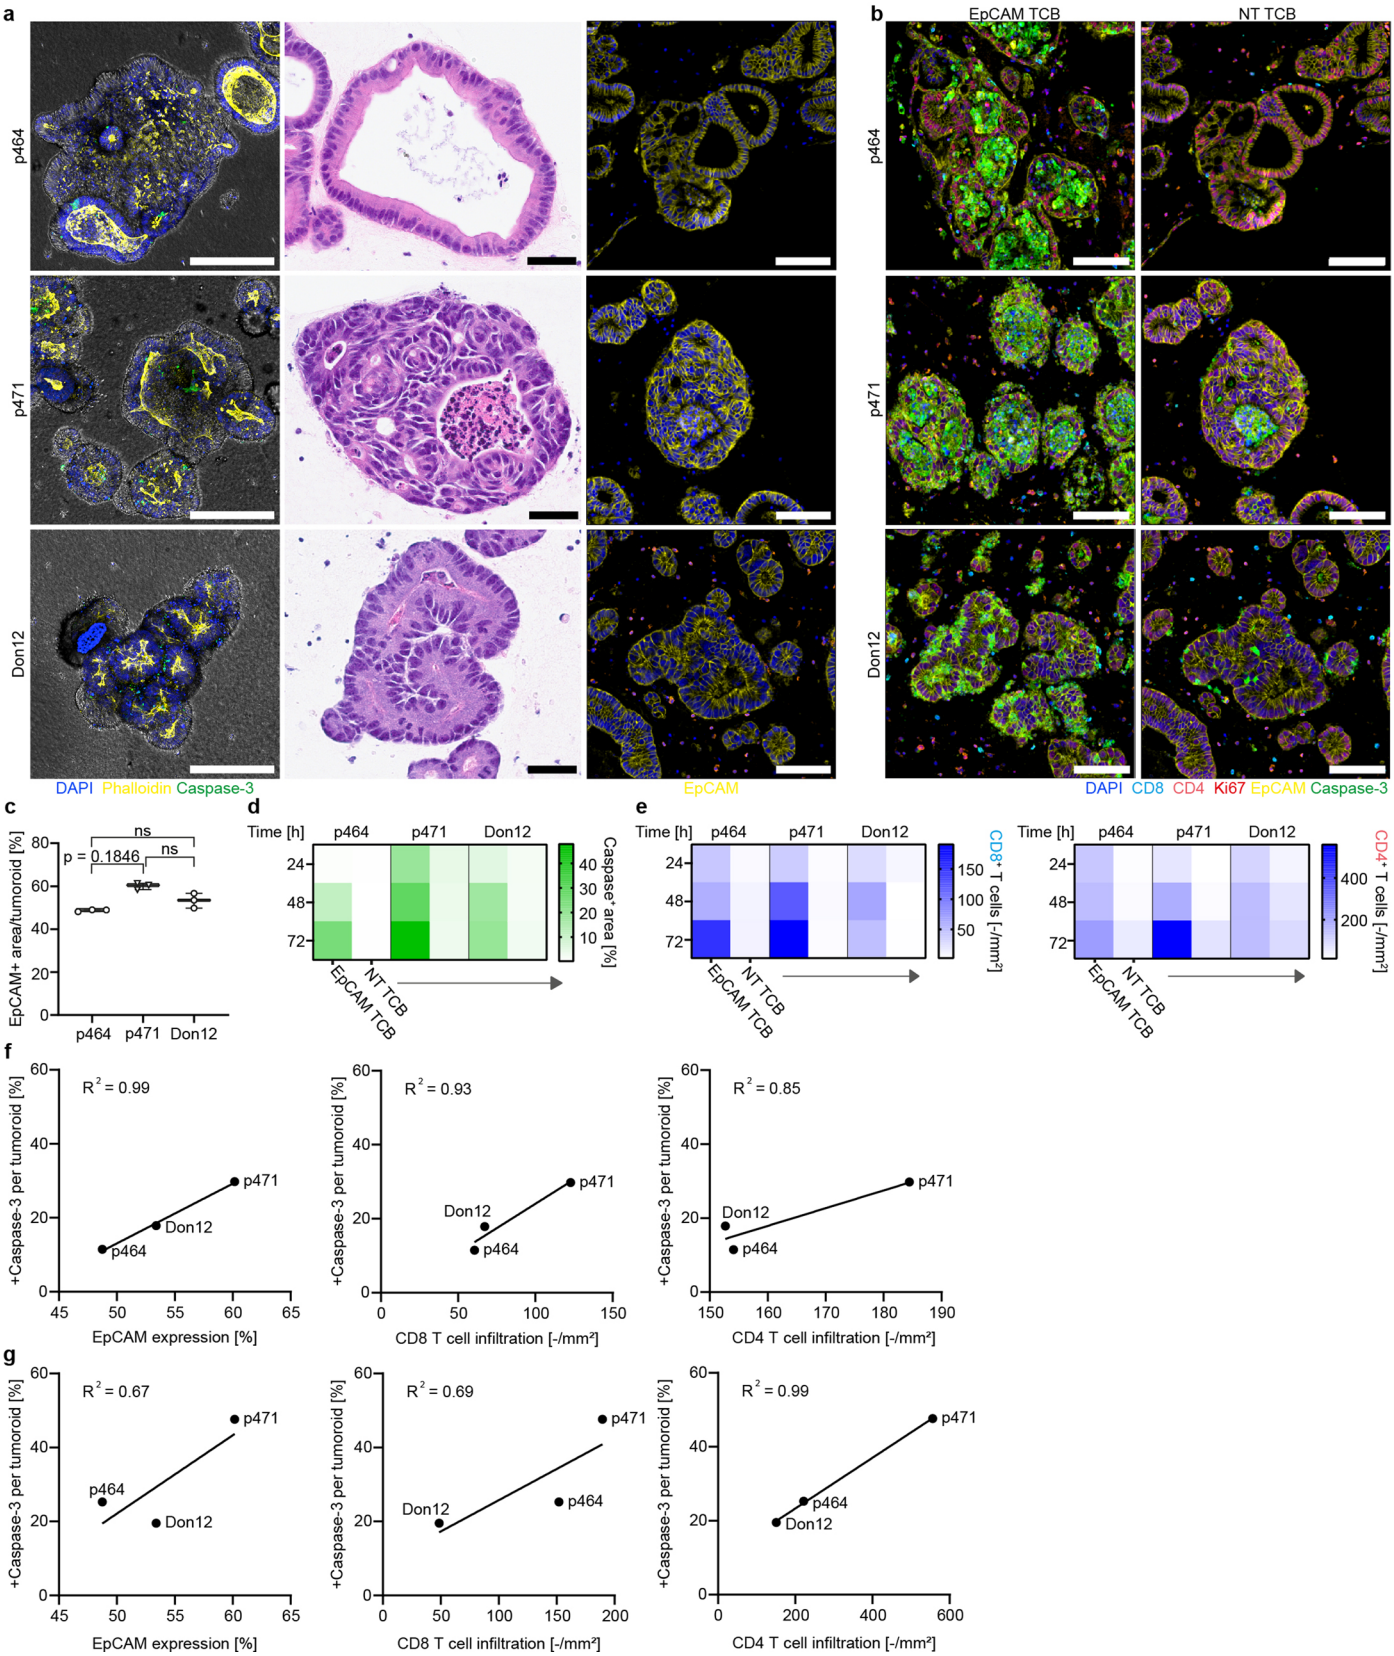 a
b
EpCAM TCB
NT TCB
p464
p464
p471
p471
Don12
Don12
DAPI Phalloidin Caspase-3
EpCAM
DAPI CD8 CD4 Ki67 EpCAM Caspase-3
c
EpCAM+ area/tumoroid [%]
80
60
40
20
0
ns
p = 0.1846
ns
p464
p471
Don12
d
Time [h]
p464
p471
Don12
24
48
72
EpCAM TCB
NT TCB
40
30
20
10
Caspase⁺ area [%]
e
Time [h]
p464
p471
Don12
24
48
72
EpCAM TCB
NT TCB
150
100
50
CD8⁺ T cells [-/mm²]
Time [h]
p464
p471
Don12
24
48
72
EpCAM TCB
NT TCB
400
200
CD4⁺ T cells [-/mm²]
f
+Caspase-3 per tumoroid [%]
60
40
20
0
R² = 0.99
p471
Don12
p464
45
50
55
60
65
EpCAM expression [%]
+Caspase-3 per tumoroid [%]
60
40
20
0
R² = 0.93
p471
Don12
p464
0
50
100
150
CD8 T cell infiltration [-/mm²]
+Caspase-3 per tumoroid [%]
60
40
20
0
R² = 0.85
p471
Don12
p464
150
160
170
180
190
CD4 T cell infiltration [-/mm²]
g
+Caspase-3 per tumoroid [%]
60
40
20
0
R² = 0.67
p471
p464
Don12
45
50
55
60
65
EpCAM expression [%]
+Caspase-3 per tumoroid [%]
60
40
20
0
R² = 0.69
p471
Don12
p464
0
50
100
150
200
CD8 T cell infiltration [-/mm²]
+Caspase-3 per tumoroid [%]
60
40
20
0
R² = 0.99
p471
p464
Don12
0
200
400
600
CD4 T cell infiltration [-/mm²]